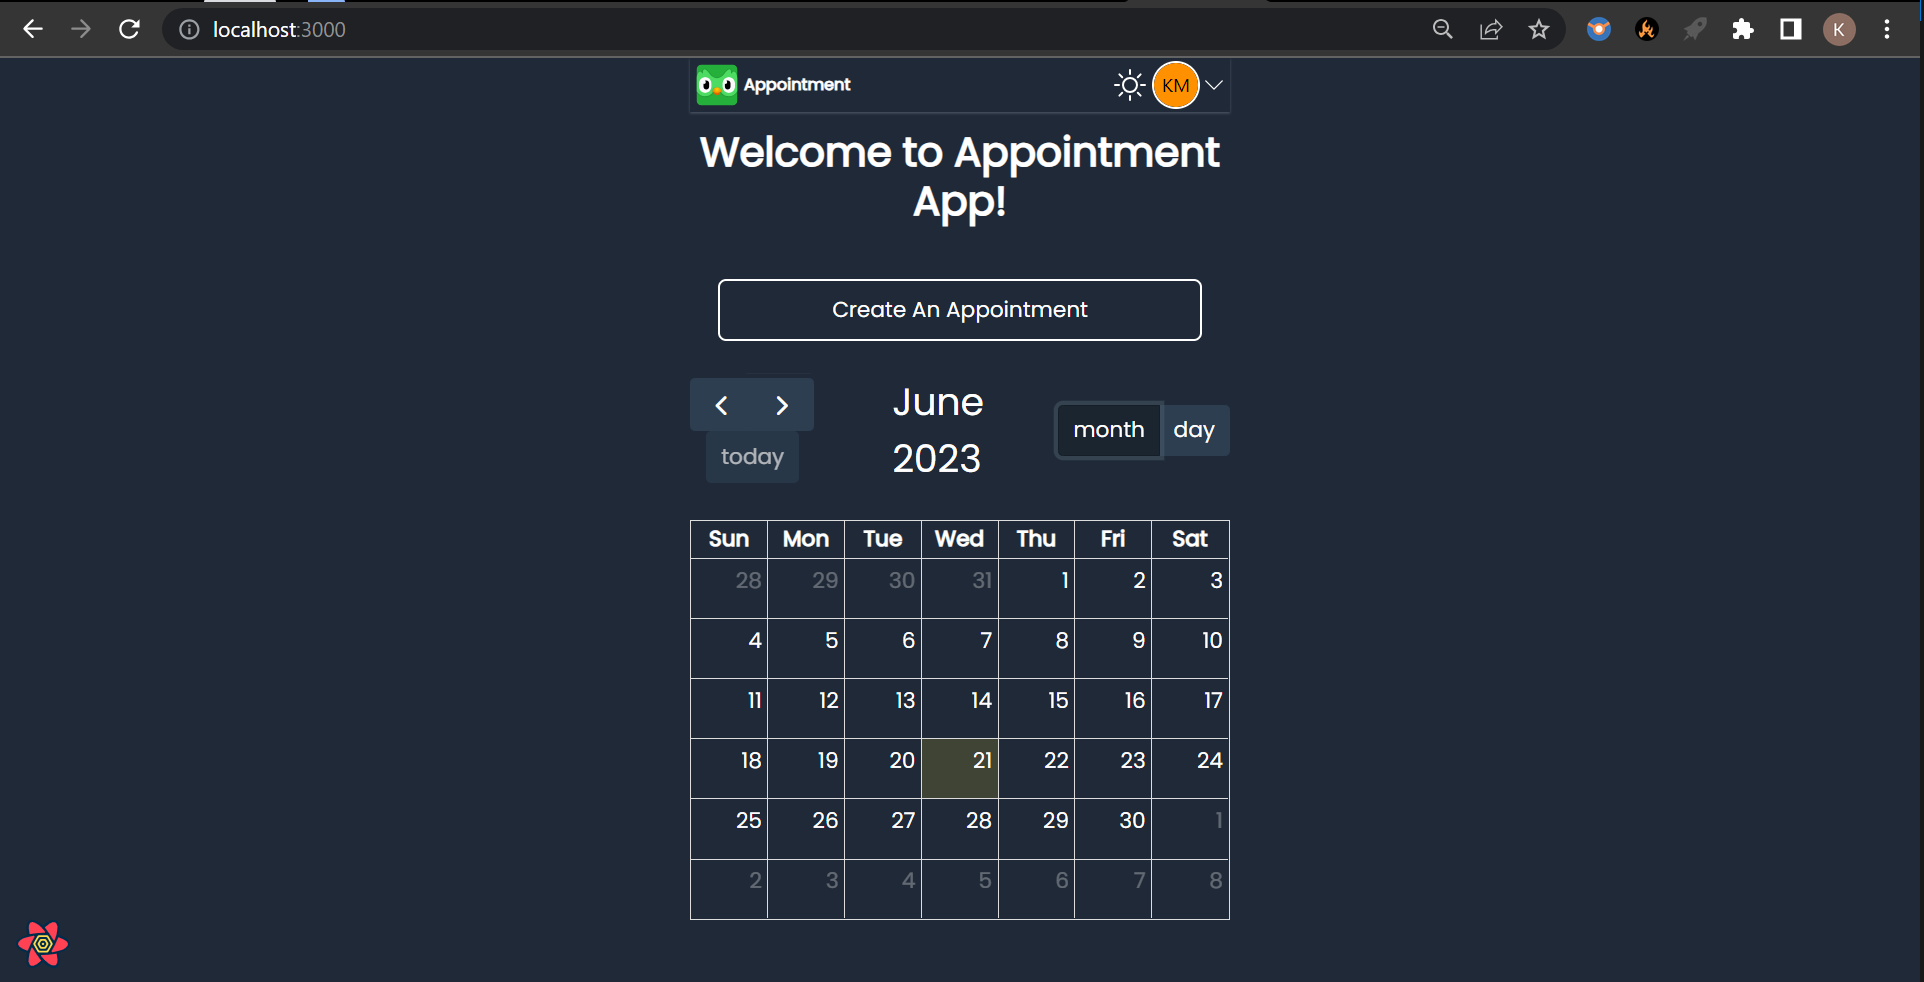 localhost:3000
K
Appointment
KM
Welcome to Appointment
App!
Create An Appointment
today
June
2023
month day
Sun Mon Tue Wed Thu Fri Sat
28 29 30 31 1 2 3
4 5 6 7 8 9 10
11 12 13 14 15 16 17
18 19 20 21 22 23 24
25 26 27 28 29 30 1
2 3 4 5 6 7 8